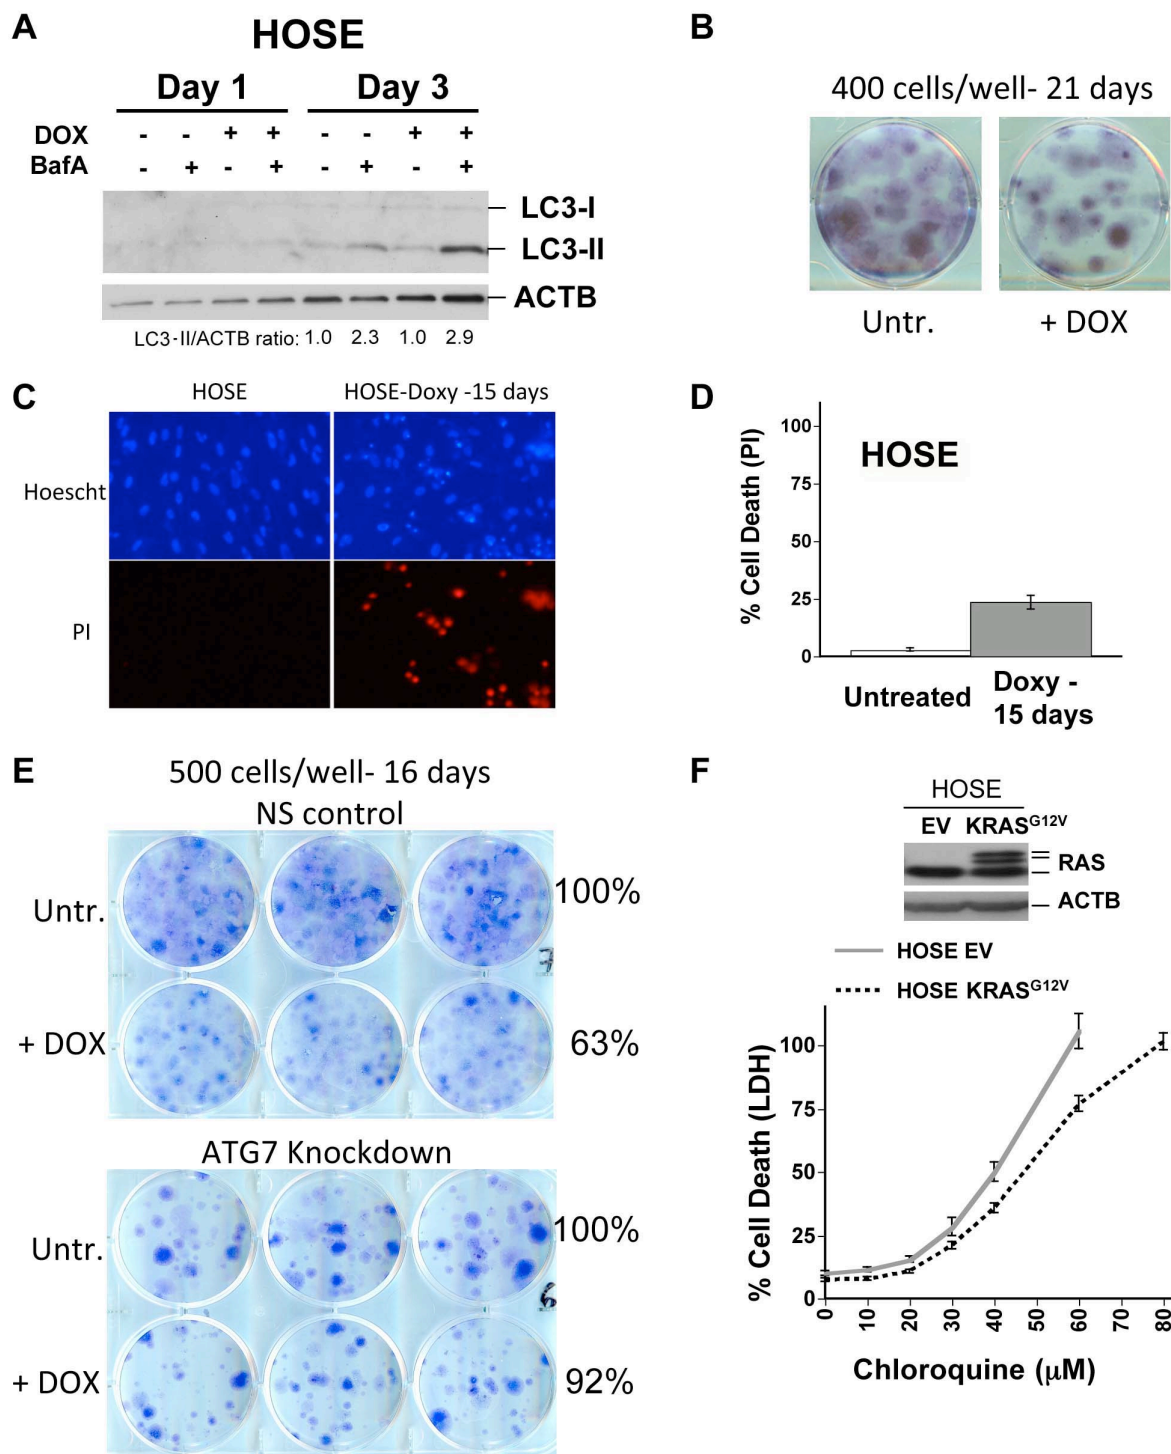 A
HOSE
Day 1 Day 3
DOX - - + + - - + +
BafA - + - + - + - +
LC3-I
LC3-II
ACTB
LC3-II/ACTB ratio: 1.0 2.3 1.0 2.9
B
400 cells/well- 21 days
Untr. + DOX
C
HOSE HOSE-Doxy -15 days
Hoescht
PI
D
HOSE
% Cell Death (PI)
100
75
50
25
0
Untreated
Doxy -
15 days
E
500 cells/well- 16 days
NS control
Untr. 100%
+ DOX 63%
ATG7 Knockdown
Untr. 100%
+ DOX 92%
F
HOSE
EV KRASG12V
RAS
ACTB
HOSE EV
HOSE KRASG12V
% Cell Death (LDH)
100
75
50
25
0
0 10 20 30 40 50 60 70 80
Chloroquine (μM)